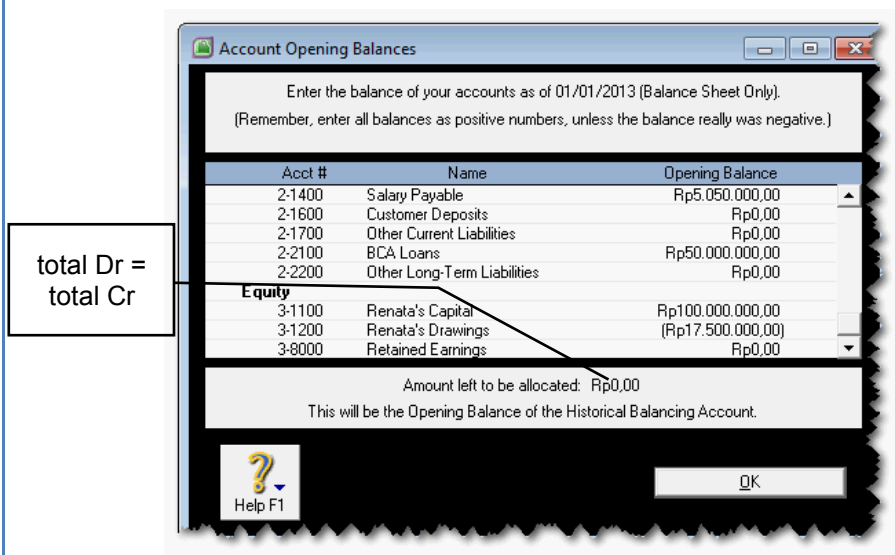 Account Opening Balances
Enter the balance of your accounts as of 01/01/2013 (Balance Sheet Only).
(Remember, enter all balances as positive numbers, unless the balance really was negative.)
Acct # Name Opening Balance
2-1400 Salary Payable Rp5.050.000,00
2-1600 Customer Deposits Rp0,00
2-1700 Other Current Liabilities Rp0,00
2-2100 BCA Loans Rp50.000.000,00
2-2200 Other Long-Term Liabilities Rp0,00
Equity
3-1100 Renata's Capital Rp100.000.000,00
3-1200 Renata's Drawings (Rp17.500.000,00)
3-8000 Retained Earnings Rp0,00
total Dr =
total Cr
Amount left to be allocated: Rp0,00
This will be the Opening Balance of the Historical Balancing Account.
Help F1
OK